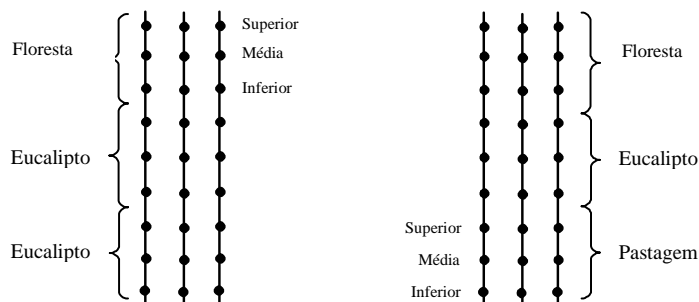 Superior
Floresta
Média
Inferior
Eucalipto
Eucalipto
Floresta
Eucalipto
Superior
Média
Pastagem
Inferior